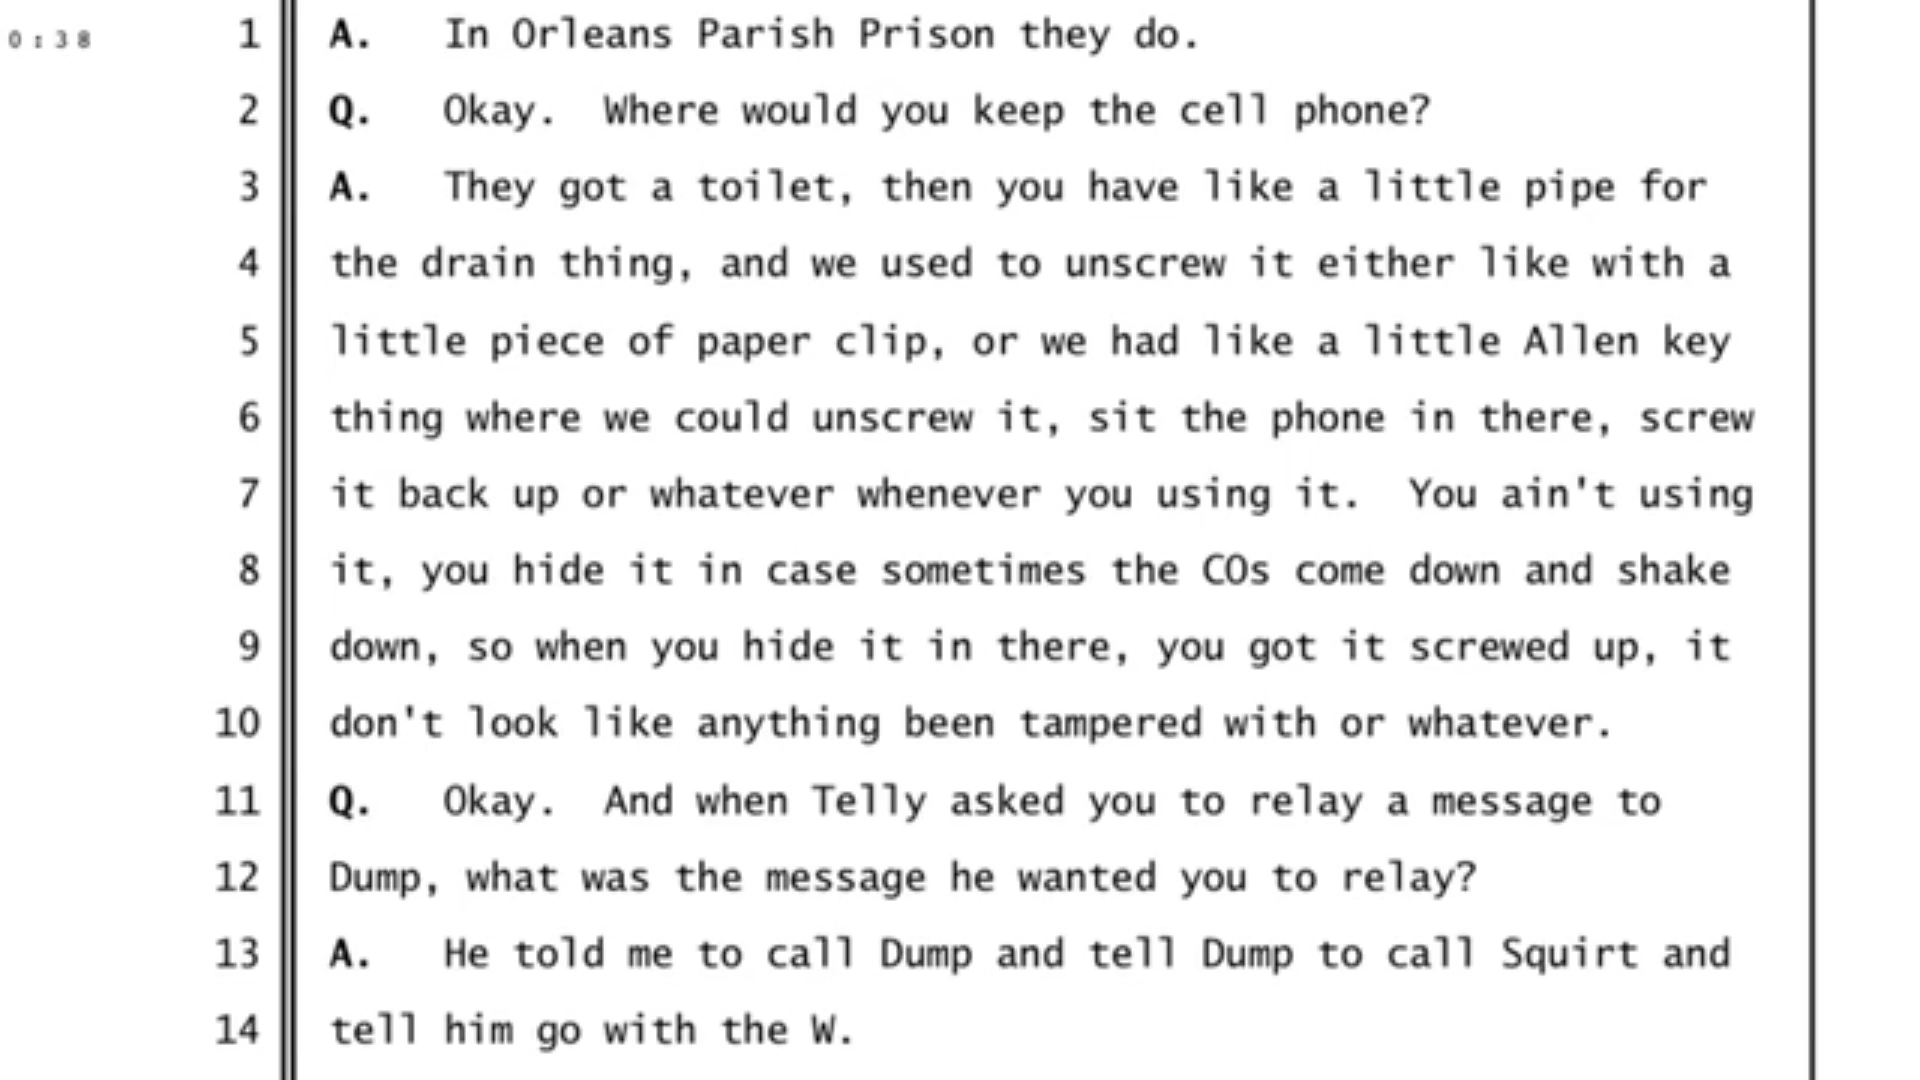 0:38 1 A. In Orleans Parish Prison they do.
2 Q. Okay. Where would you keep the cell phone?
3 A. They got a toilet, then you have like a little pipe for
4 the drain thing, and we used to unscrew it either like with a
5 little piece of paper clip, or we had like a little Allen key
6 thing where we could unscrew it, sit the phone in there, screw
7 it back up or whatever whenever you using it. You ain't using
8 it, you hide it in case sometimes the COs come down and shake
9 down, so when you hide it in there, you got it screwed up, it
10 don't look like anything been tampered with or whatever.
11 Q. Okay. And when Telly asked you to relay a message to
12 Dump, what was the message he wanted you to relay?
13 A. He told me to call Dump and tell Dump to call Squirt and
14 tell him go with the W.